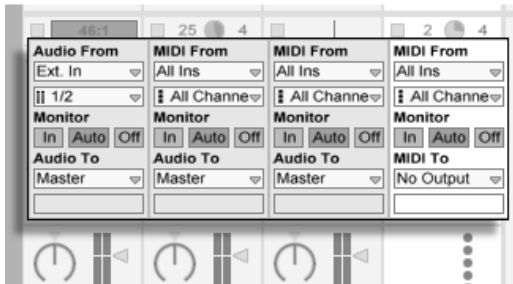 46:1 25 4 2 4
Audio From MIDI From MIDI From MIDI From
Ext. In All Ins All Ins All Ins
1/2 All Channe All Channe All Channe
Monitor Monitor Monitor Monitor
In Auto Off In Auto Off In Auto Off In Auto Off
Audio To Audio To Audio To MIDI To
Master Master Master No Output